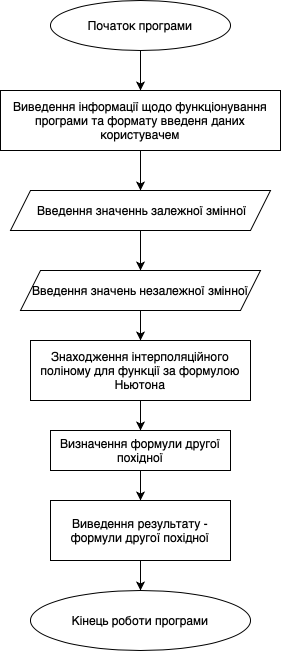 Початок програми
Виведення інформації щодо функціонування
програми та формату введеня даних
користувачем
Введення значеннь залежної змінної
Введення значень незалежної змінної
Знаходження інтерполяційного
поліному для функції за формулою
Ньютона
Визначення формули другої
похідної
Виведення результату -
формули другої похідної
Кінець роботи програми